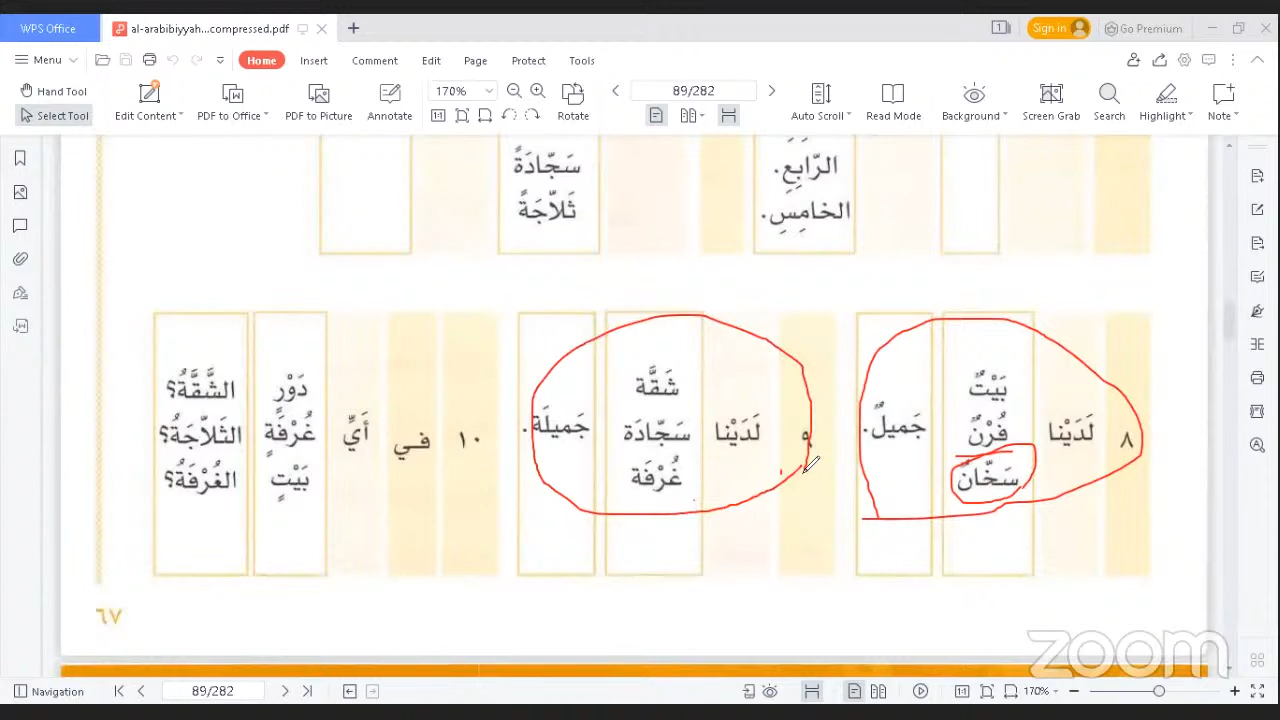 WPS Office
al-arabibiyyah...compressed.pdf
Sign in
Go Premium
Menu
Home
Insert
Comment
Edit
Page
Protect
Tools
Hand Tool
Select Tool
Edit Content
PDF to Office
PDF to Picture
Annotate
170%
89/282
Rotate
Auto Scroll
Read Mode
Background
Screen Grab
Search
Highlight
Note
الرّابِعِ.
الخامِسِ.
سَجّادَةً
ثَلاّجَةً
٨
لَدَيْنا
بَيْتٌ
فُرْنٌ
سَخّانٌ
جَميلٌ.
٩
لَدَيْنا
شَقَّة
سَجّادَة
غُرْفَة
جَميلَة.
١٠
فـي
أَيِّ
دَوْرٍ
غُرْفَةٍ
بَيْتٍ
الشَّقَّةُ؟
الثَلاّجَةُ؟
الغُرْفَةُ؟
٦٧
zoom
Navigation
89/282
170%